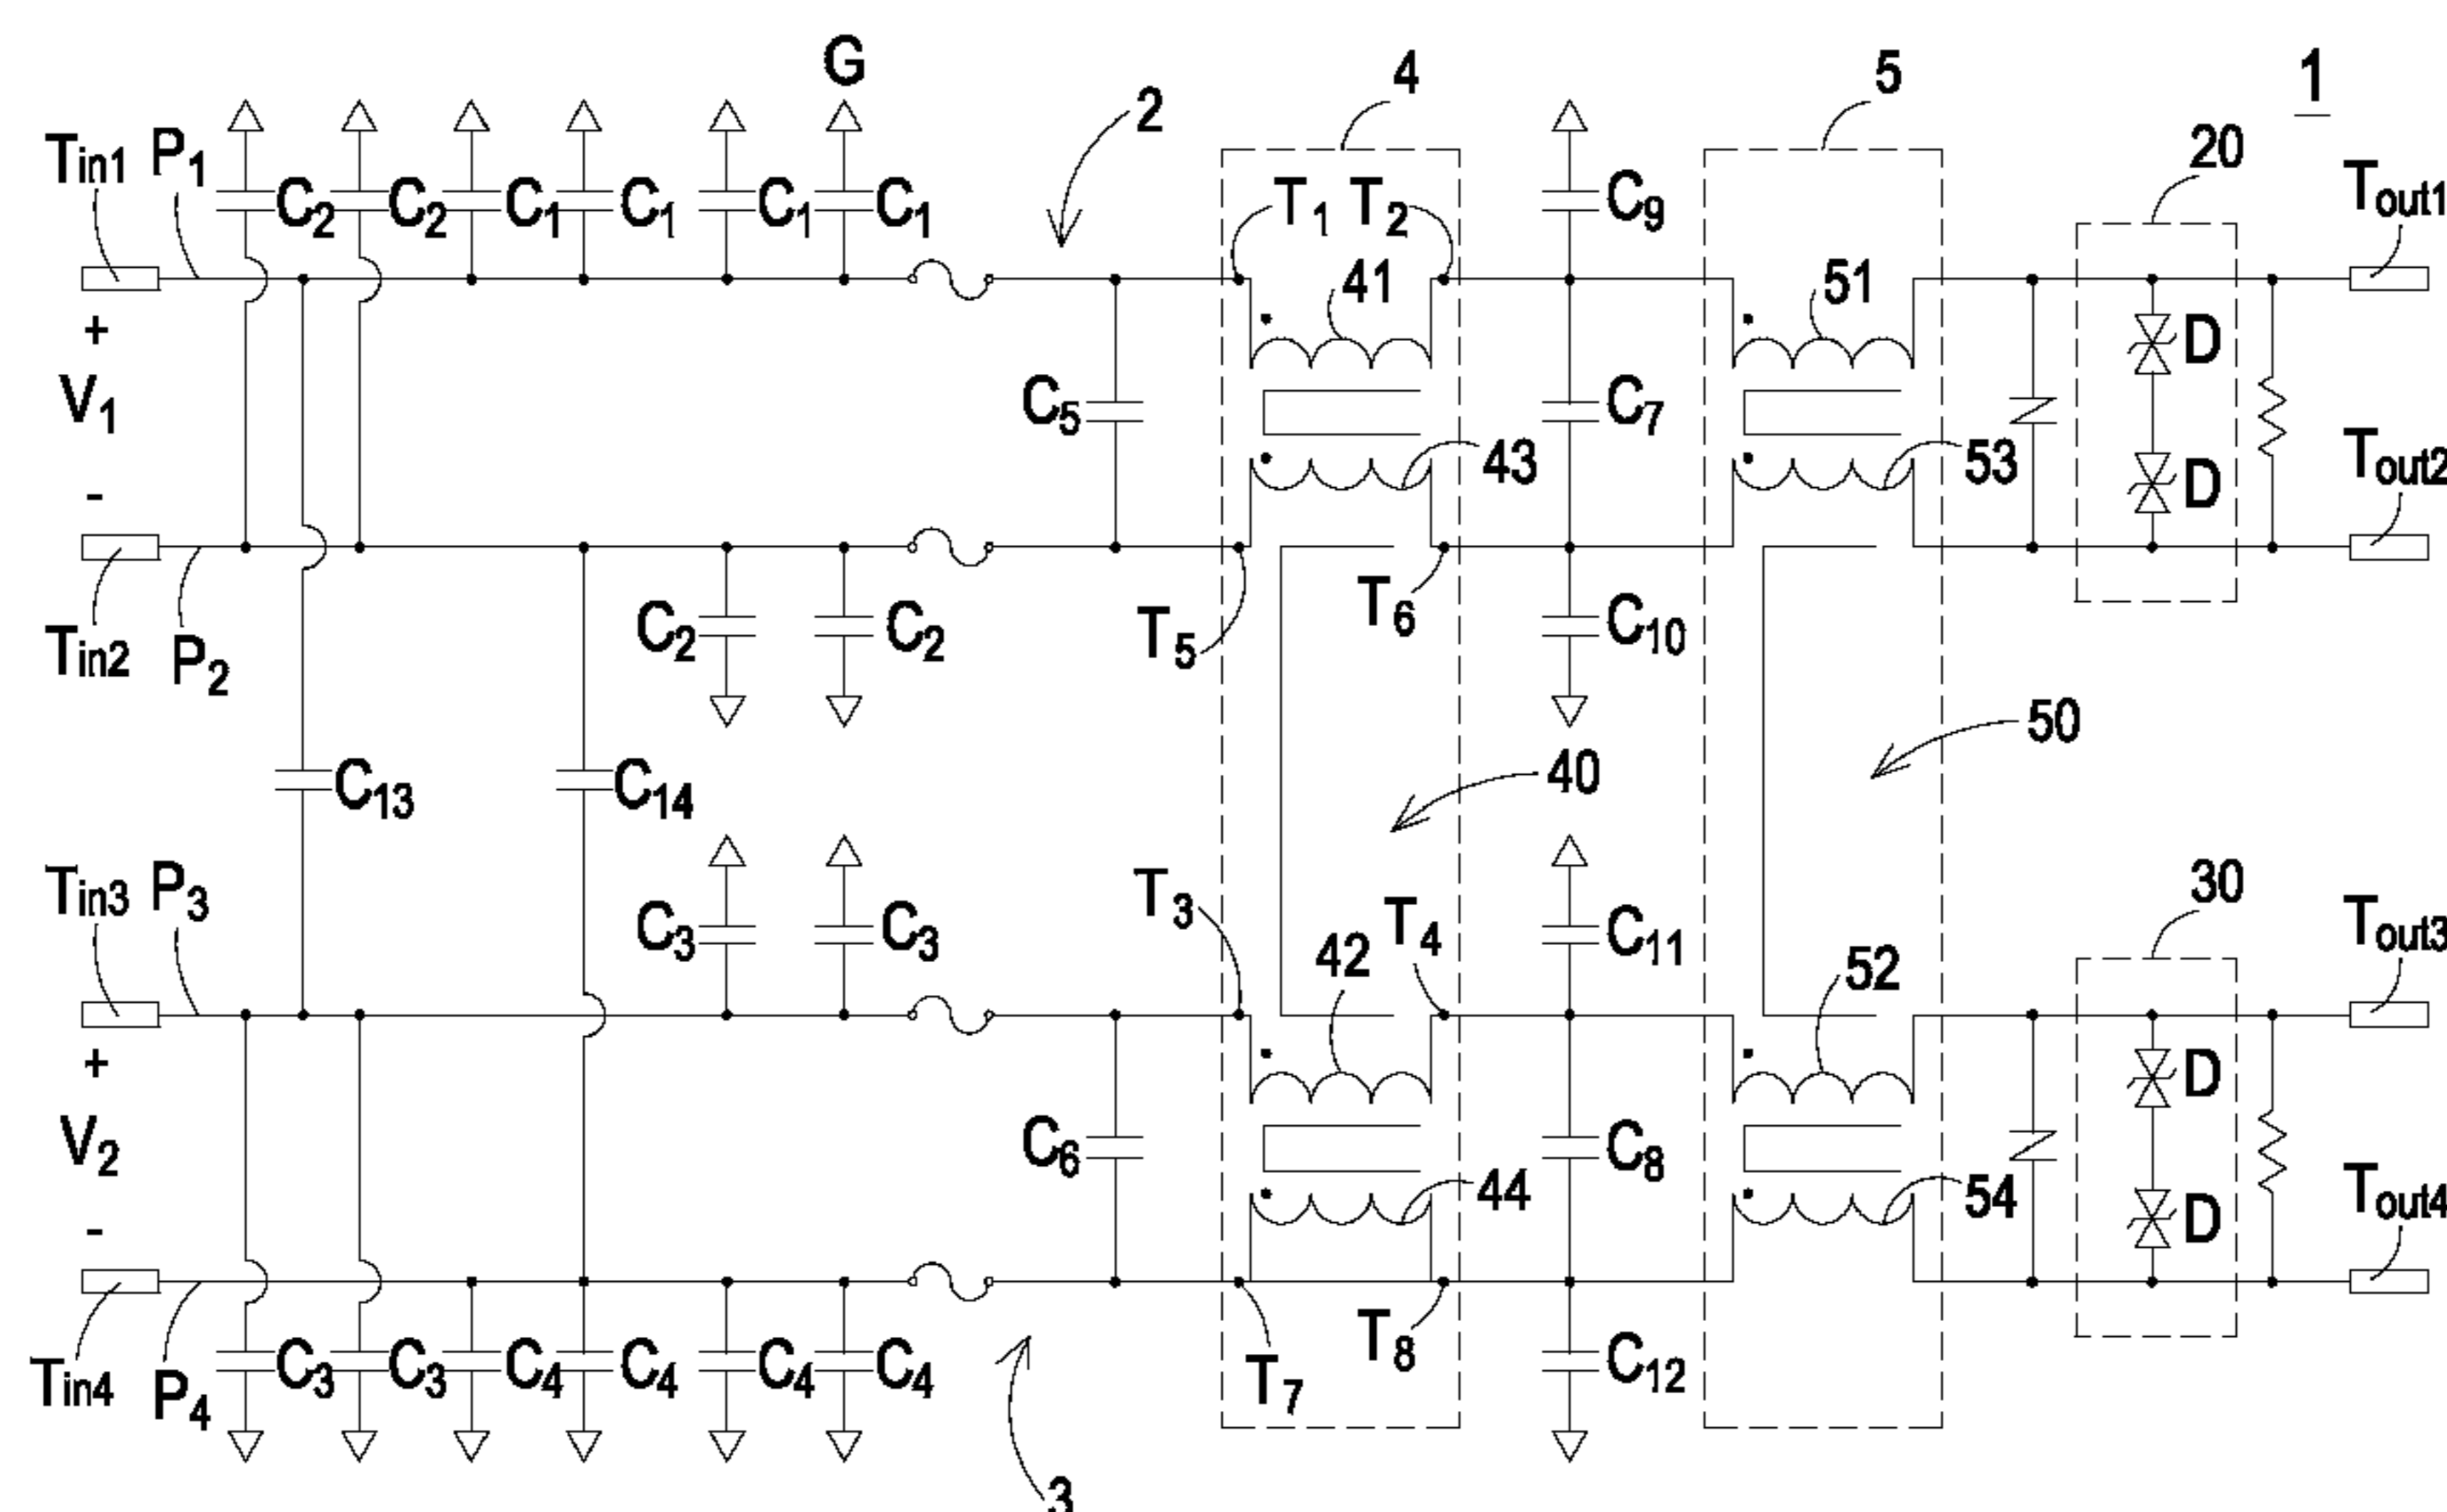 G
4
5
1
2
20
Tin1 P1
C2 C2 C1 C1 C1 C1
T1 T2
C9
Tout1
+
41
51
D
V1
C5
C7
43
53
D
Tout2
-
Tin2
P2
C2 C2
T5
T6
C10
50
40
C13
C14
Tin3 P3
C3 C3
T3
T4
42
C11
52
30
Tout3
+
D
V2
C6
C8
44
54
D
Tout4
-
Tin4
P4
C3 C3 C4 C4 C4 C4
T7
T8
C12
3